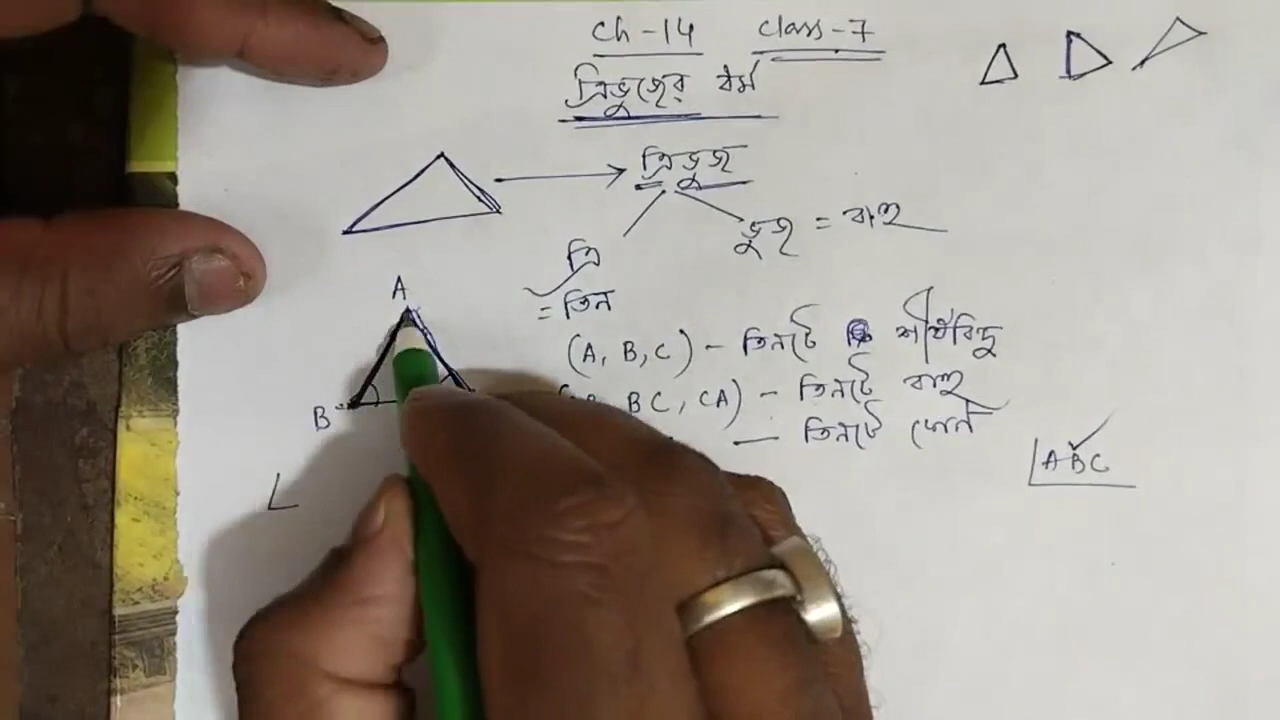 Ch - 14 Class - 7
ত্রিভুজের ধর্ম
ত্রিভুজ
ভুজ = বাহু
ত্রি
= তিন
A
(A, B, C) - তিনটে শীর্ষবিন্দু
B
BC, CA) - তিনটে বাহু
— তিনটে কোণ
ABC